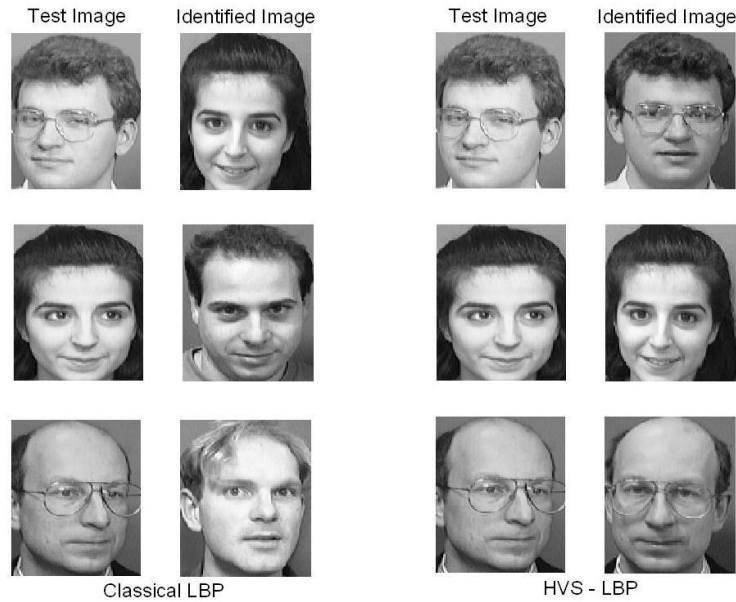 Test Image Identified Image Test Image Identified Image
Classical LBP HVS - LBP